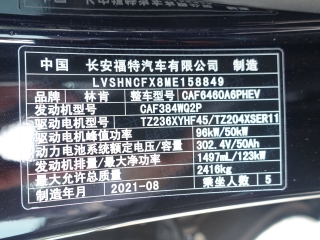 中国 长安福特汽车有限公司 制造
LVSHNCFX8ME158849
品牌 林肯 整车型号 CAF6460A6PHEV
发动机型号 CAF384WQ2P
驱动电机型号 TZ236XYHF45/TZ204XSER11
驱动电机峰值功率 96kW/50kW
动力电池系统额定电压/容量 302.4V/50Ah
发动机排量/最大净功率 1497mL/123kW
最大允许总质量 2416kg
制造年月 2021-08 乘坐人数 5